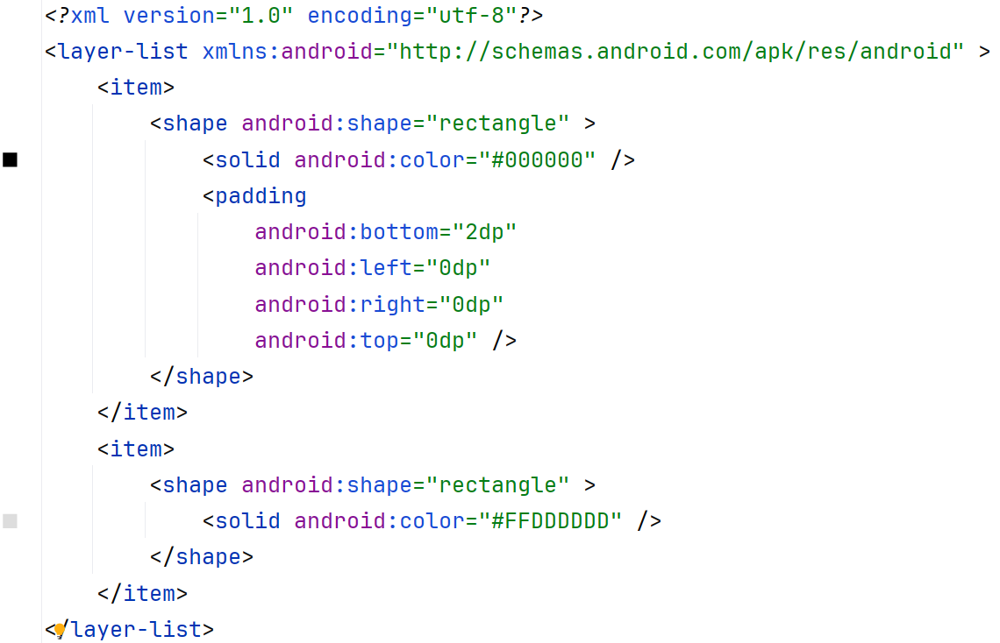 <?xml version="1.0" encoding="utf-8"?>
<layer-list xmlns:android="http://schemas.android.com/apk/res/android" >
    <item>
        <shape android:shape="rectangle" >
            <solid android:color="#000000" />
            <padding
                android:bottom="2dp"
                android:left="0dp"
                android:right="0dp"
                android:top="0dp" />
        </shape>
    </item>
    <item>
        <shape android:shape="rectangle" >
            <solid android:color="#FFDDDDDD" />
        </shape>
    </item>
</layer-list>